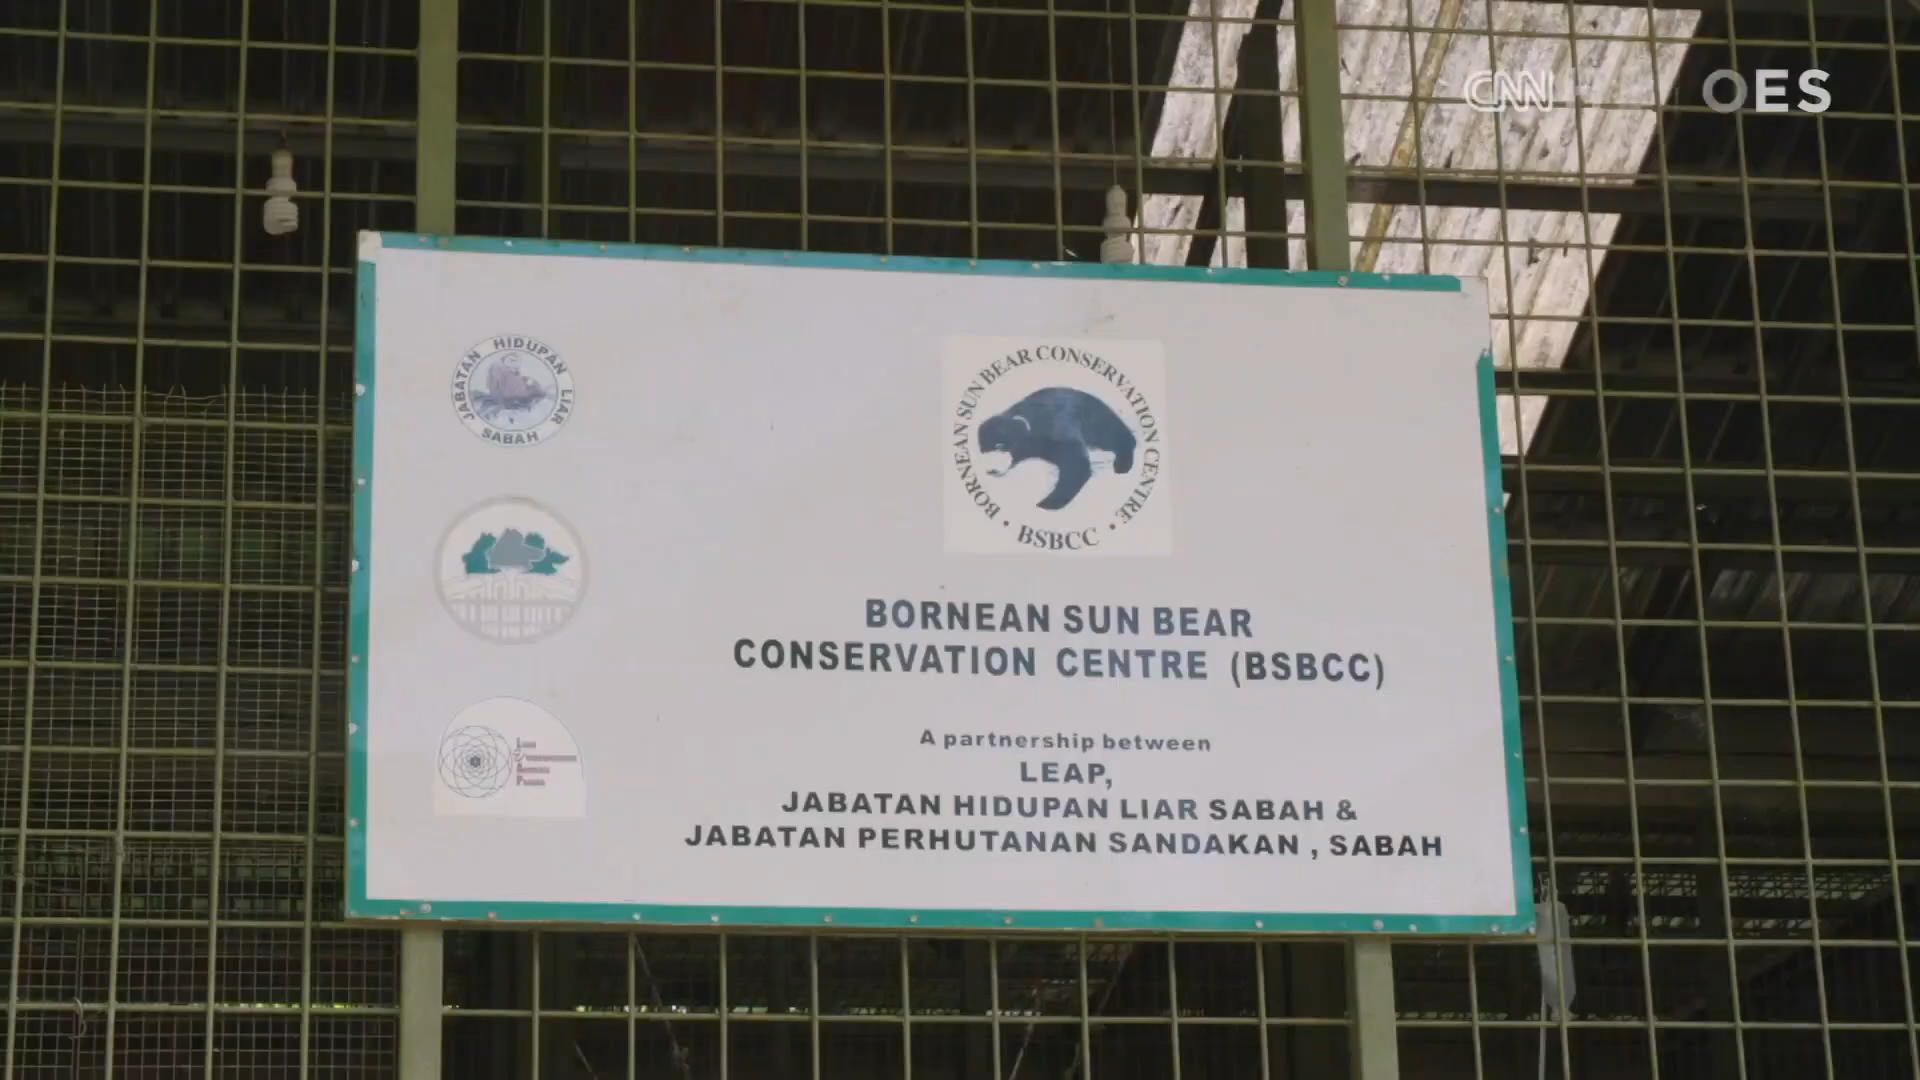 CNN
OES
JABATAN HIDUPAN LIAR
SABAH
BORNEAN SUN BEAR CONSERVATION CENTRE
• BSBCC •
BORNEAN SUN BEAR
CONSERVATION CENTRE (BSBCC)
A partnership between
LEAP,
JABATAN HIDUPAN LIAR SABAH &
JABATAN PERHUTANAN SANDAKAN , SABAH